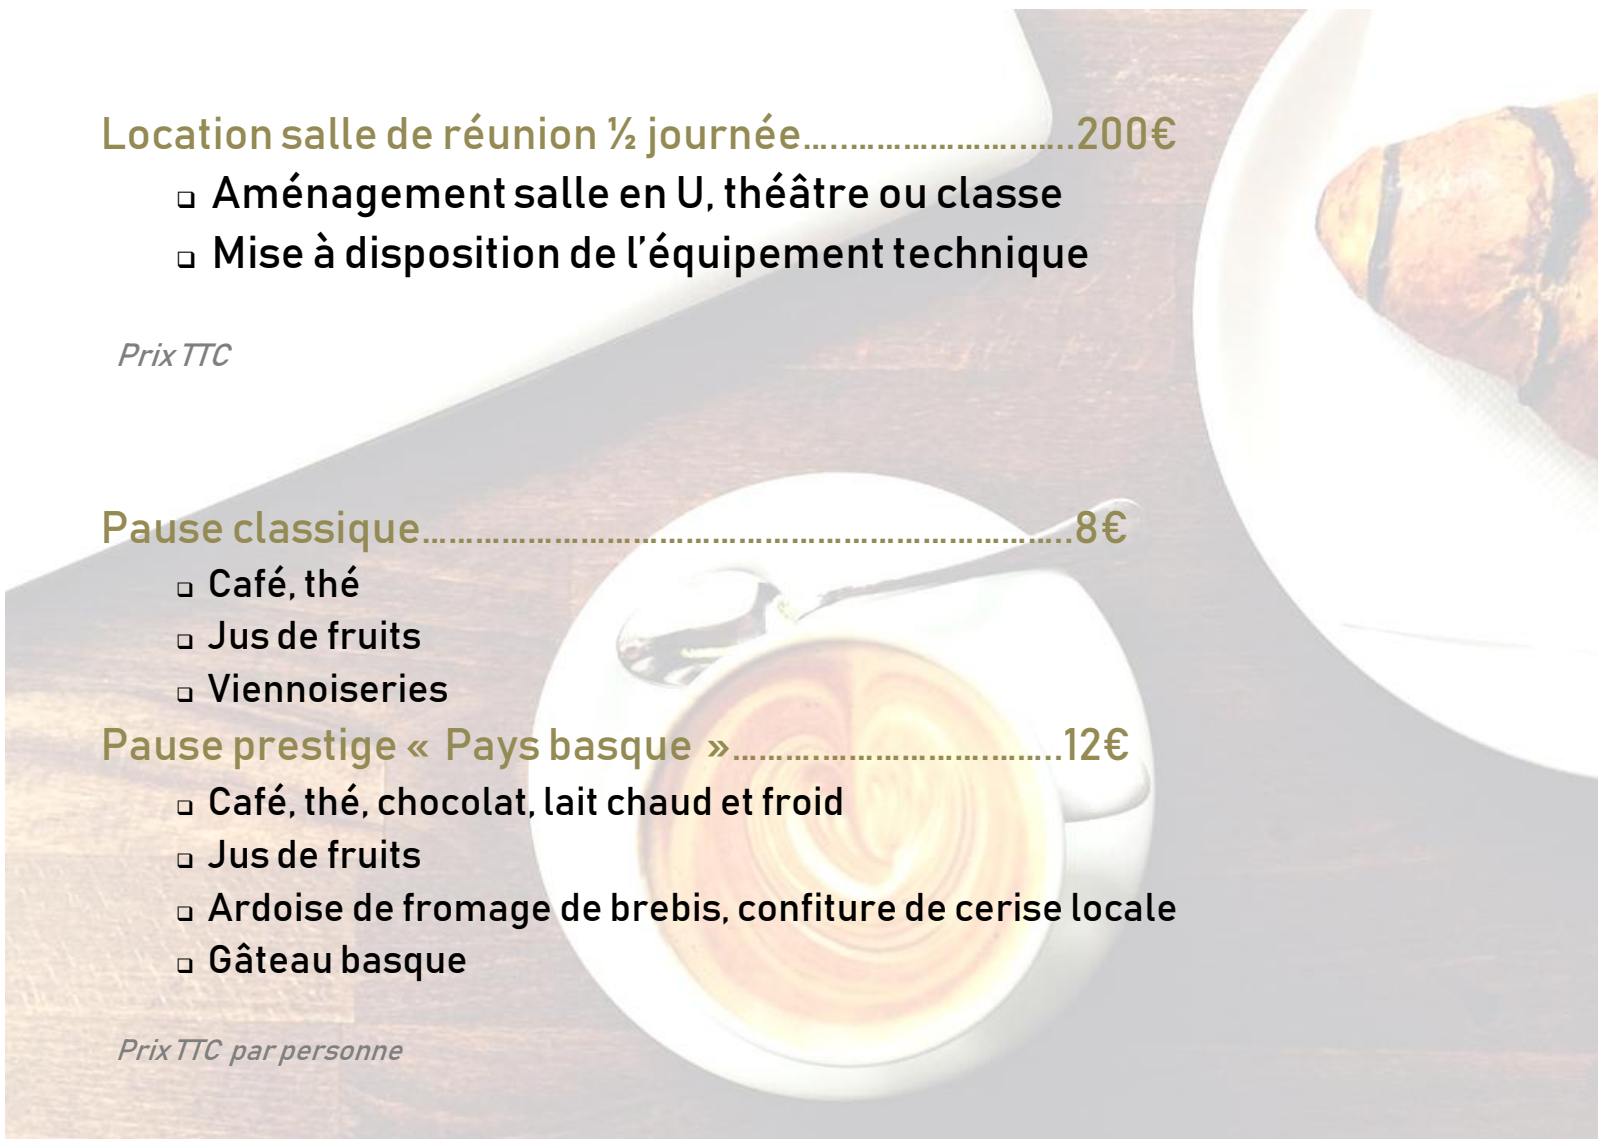 Location salle de réunion ½ journée…..………………..…..200€
❑ Aménagement salle en U, théâtre ou classe
❑ Mise à disposition de l’équipement technique
Prix TTC
Pause classique…………………………………………………………………..8€
❑ Café, thé
❑ Jus de fruits
❑ Viennoiseries
Pause prestige « Pays basque »……….……………….……..12€
❑ Café, thé, chocolat, lait chaud et froid
❑ Jus de fruits
❑ Ardoise de fromage de brebis, confiture de cerise locale
❑ Gâteau basque
Prix TTC par personne